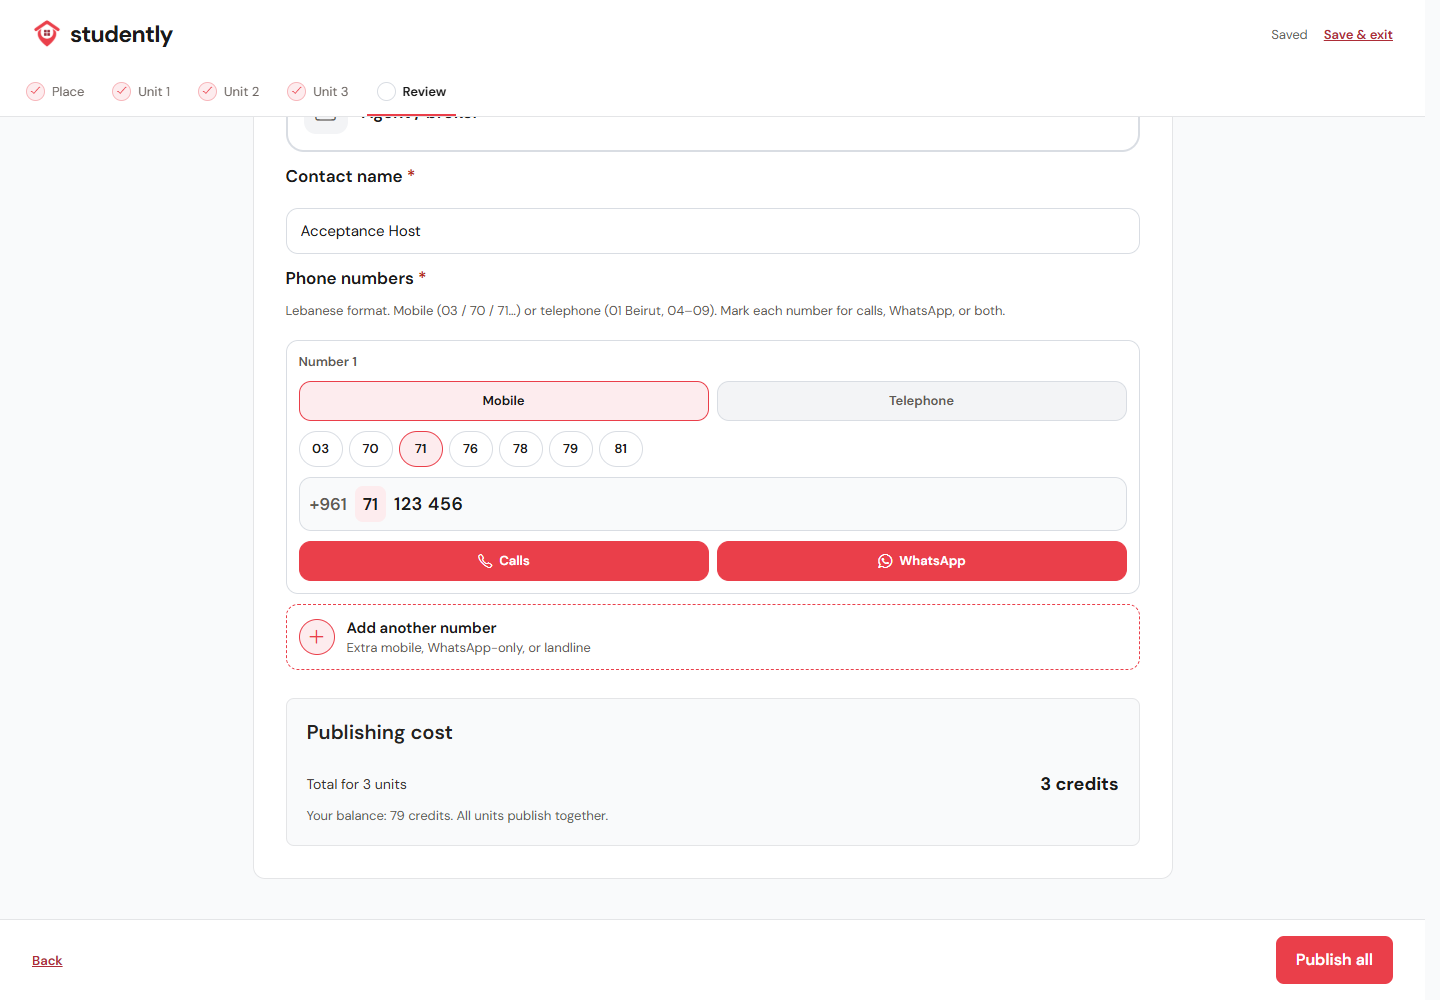 studently
Saved
Save & exit
Place
Unit 1
Unit 2
Unit 3
Review
Contact name *
Acceptance Host
Phone numbers *
Lebanese format. Mobile (03 / 70 / 71…) or telephone (01 Beirut, 04–09). Mark each number for calls, WhatsApp, or both.
Number 1
Mobile
Telephone
03
70
71
76
78
79
81
+961 71 123 456
Calls
WhatsApp
Add another number
Extra mobile, WhatsApp-only, or landline
Publishing cost
Total for 3 units
3 credits
Your balance: 79 credits. All units publish together.
Back
Publish all